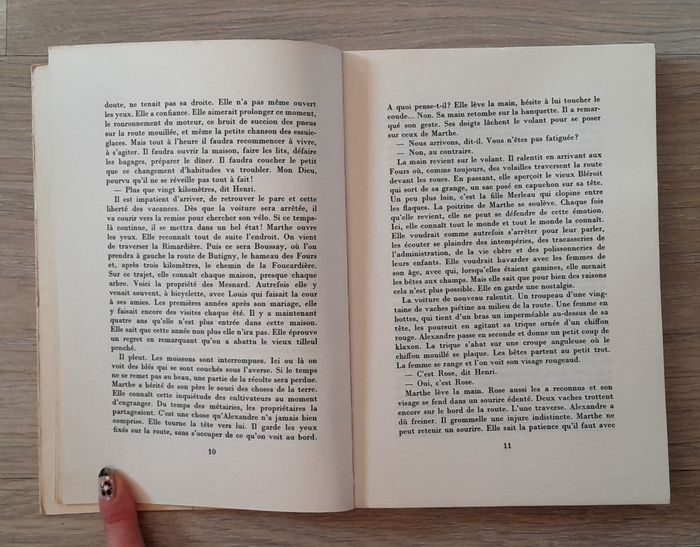 doute, ne tenait pas sa droite. Elle n'a pas même ouvert
les yeux. Elle a confiance. Elle aimerait prolonger ce moment,
le ronronnement du moteur, ce bruit de succion des pneus
sur la route mouillée, et même la petite chanson des essuie-
glaces. Mais tout à l'heure il faudra recommencer à vivre,
à s'agiter. Il faudra ouvrir la maison, faire les lits, défaire
les bagages, préparer le dîner. Il faudra coucher le petit
que ce changement d'habitudes va troubler. Mon Dieu,
pourvu qu'il ne se réveille pas tout à fait !
— Plus que vingt kilomètres, dit Henri.
Il est impatient d'arriver, de retrouver le parc et cette
liberté des vacances. Dès que la voiture sera arrêtée, il
va courir vers la remise pour chercher son vélo. Si ce temps-
là continue, il se mettra dans un bel état ! Marthe ouvre
les yeux. Elle reconnaît tout de suite l'endroit. On vient
de traverser la Rimardière. Puis ce sera Boussay, où l'on
prendra à gauche la route de Butigny, le hameau des Fours
et, après trois kilomètres, le chemin de la Foucardière.
Sur ce trajet, elle connaît chaque maison, presque chaque
arbre. Voici la propriété des Mesnard. Autrefois elle y
venait souvent, à bicyclette, avec Louis qui faisait la cour
à ses amies. Les premières années après son mariage, elle
y faisait encore des visites chaque été. Il y a maintenant
quatre ans qu'elle n'est plus entrée dans cette maison.
Elle sait que cette année non plus elle n'ira pas. Elle éprouve
un regret en remarquant qu'on a abattu le vieux tilleul
penché.
Il pleut. Les moissons sont interrompues. Ici ou là on
voit des blés qui se sont couchés sous l'averse. Si le temps
ne se remet pas au beau, une partie de la récolte sera perdue.
Marthe a hérité de son père le souci des choses de la terre.
Elle connaît cette inquiétude des cultivateurs au moment
d'engranger. Du temps des métairies, les propriétaires la
partageaient. C'est une chose qu'Alexandre n'a jamais bien
comprise. Elle tourne la tête vers lui. Il garde les yeux
fixés sur la route, sans s'occuper de ce qu'on voit au bord.
10
A quoi pense-t-il? Elle lève la main, hésite à lui toucher le
coude... Non. Sa main retombe sur la banquette. Il a remar-
qué son geste. Ses doigts lâchent le volant pour se poser
sur ceux de Marthe.
— Nous arrivons, dit-il. Vous n'êtes pas fatiguée?
— Non, au contraire.
La main revient sur le volant. Il ralentit en arrivant aux
Fours où, comme toujours, des volailles traversent la route
devant les roues. En passant, elle aperçoit le vieux Bléroit
qui sort de sa grange, un sac posé en capuchon sur sa tête.
Un peu plus loin, c'est la fille Merleau qui clopine entre
les flaques. La poitrine de Marthe se soulève. Chaque fois
qu'elle revient, elle ne peut se défendre de cette émotion.
Ici, elle connaît tout le monde et tout le monde la connaît.
Elle voudrait comme autrefois s'arrêter pour leur parler,
les écouter se plaindre des intempéries, des tracasseries de
l'administration, de la vie chère et des polissonneries de
leurs enfants. Elle voudrait bavarder avec les femmes de
son âge, avec qui, lorsqu'elles étaient gamines, elle menait
les bêtes aux champs. Mais elle sait que pour bien des raisons
cela n'est plus possible. Elle en garde une nostalgie.
La voiture de nouveau ralentit. Un troupeau d'une ving-
taine de vaches piétine au milieu de la route. Une femme en
bottes, qui tient d'un bras un imperméable au-dessus de sa
tête, les poursuit en agitant sa trique ornée d'un chiffon
rouge. Alexandre passe en seconde et donne un petit coup de
klaxon. La trique s'abat sur une croupe anguleuse où le
chiffon mouillé se plaque. Les bêtes partent au petit trot.
La femme se range et l'on voit son visage rougeaud.
— C'est Rose, dit Henri.
— Oui, c'est Rose.
Marthe lève la main. Rose aussi les a reconnus et son
visage se fend dans un sourire édenté. Deux vaches trottent
encore sur le bord de la route. L'une traverse. Alexandre a
dû freiner. Il grommelle une injure indistincte. Marthe ne
peut retenir un sourire. Elle sait la patience qu'il faut avec
11